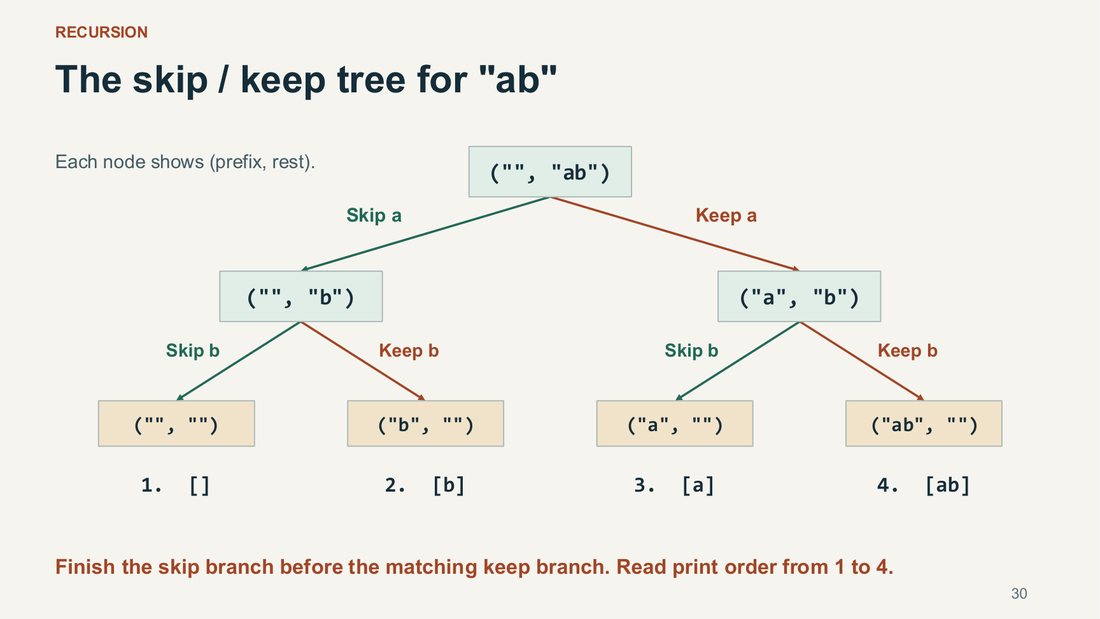 RECURSION
The skip / keep tree for "ab"
Each node shows (prefix, rest).
("", "ab")
Skip a
Keep a
("", "b")
("a", "b")
Skip b
Keep b
Skip b
Keep b
("", "")
("b", "")
("a", "")
("ab", "")
1. []
2. [b]
3. [a]
4. [ab]
Finish the skip branch before the matching keep branch. Read print order from 1 to 4.
30